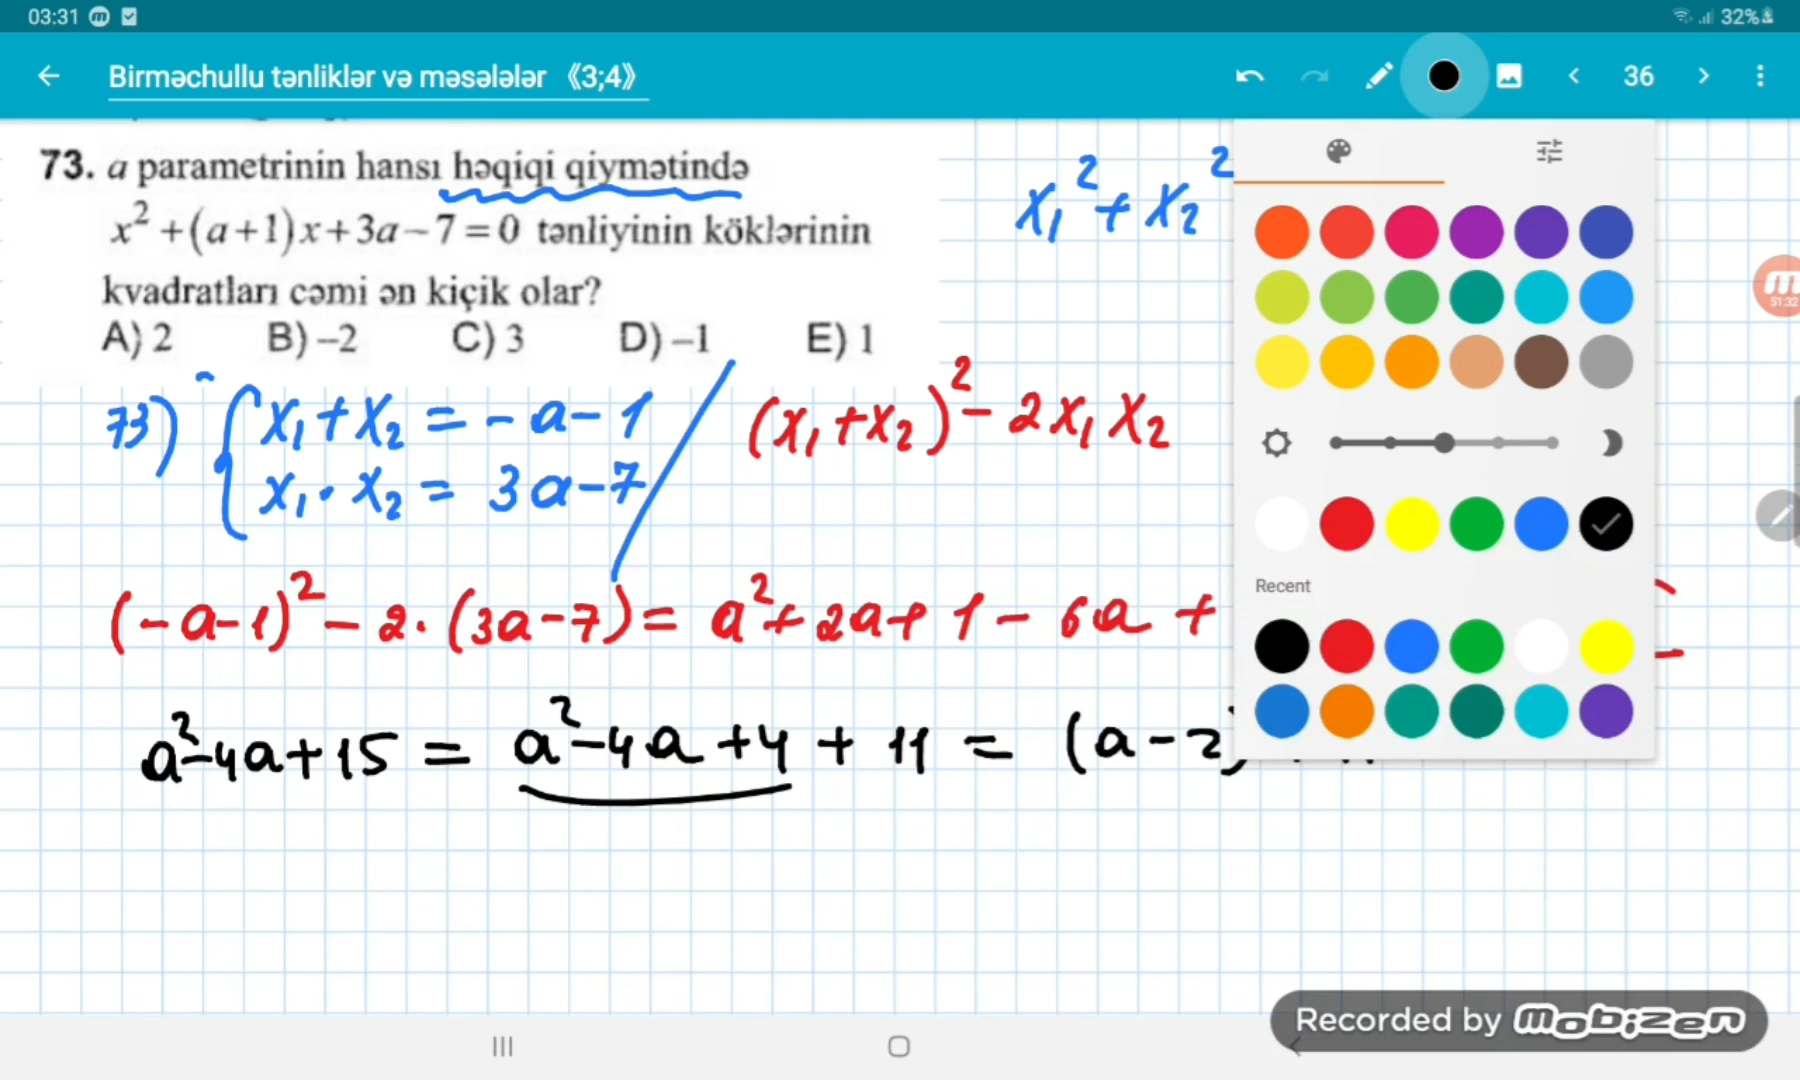 03:31
32%
Birməchullu tənliklər və məsələlər《3;4》
36
73. a parametrinin hansı həqiqi qiymətində
x² + (a+1)x + 3a − 7 = 0 tənliyinin köklərinin
kvadratları cəmi ən kiçik olar?
A) 2 B) −2 C) 3 D) −1 E) 1
x₁² + x₂²
73) { x₁ + x₂ = −a − 1
x₁ · x₂ = 3a − 7
(x₁ + x₂)² − 2x₁x₂
(−a−1)² − 2·(3a−7) = a² + 2a + 1 − 6a +
a² − 4a + 15 = a² − 4a + 4 + 11 = (a − 2)
Recent
51:32
Recorded by mobizen